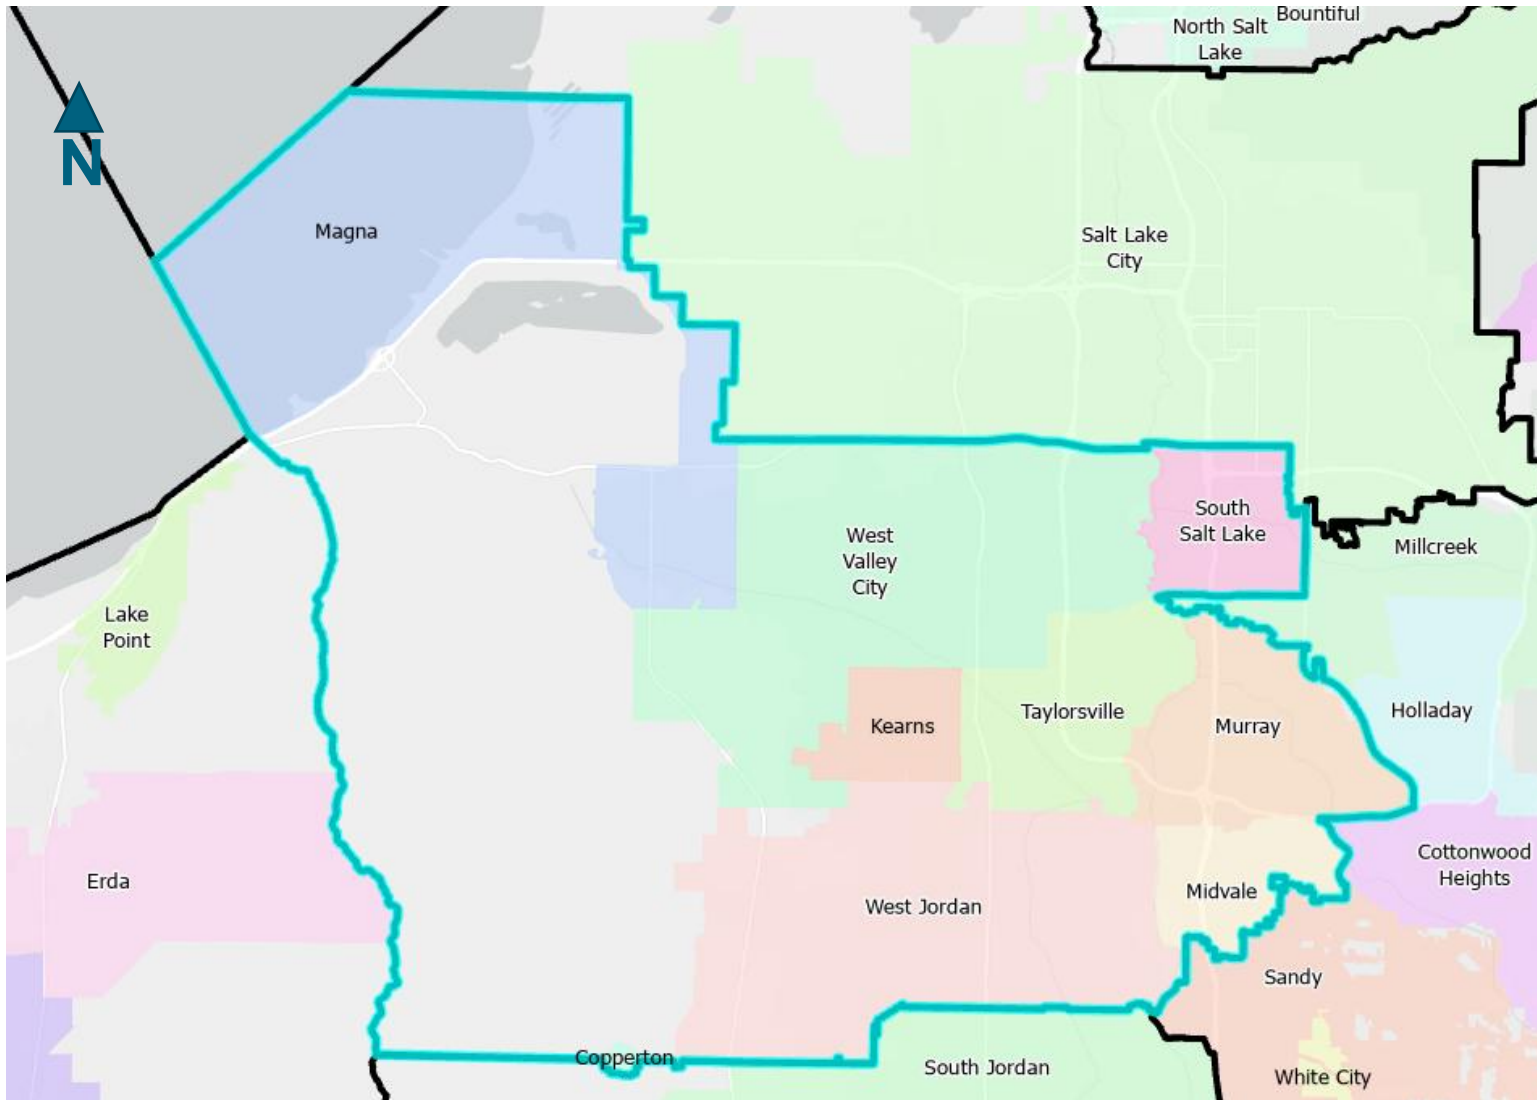 Bountiful
North Salt
Lake
N
Magna
Salt Lake
City
South
Salt Lake
West
Valley
City
Millcreek
Lake
Point
Kearns
Taylorsville
Murray
Holladay
Erda
West Jordan
Midvale
Cottonwood
Heights
Sandy
Copperton
South Jordan
White City